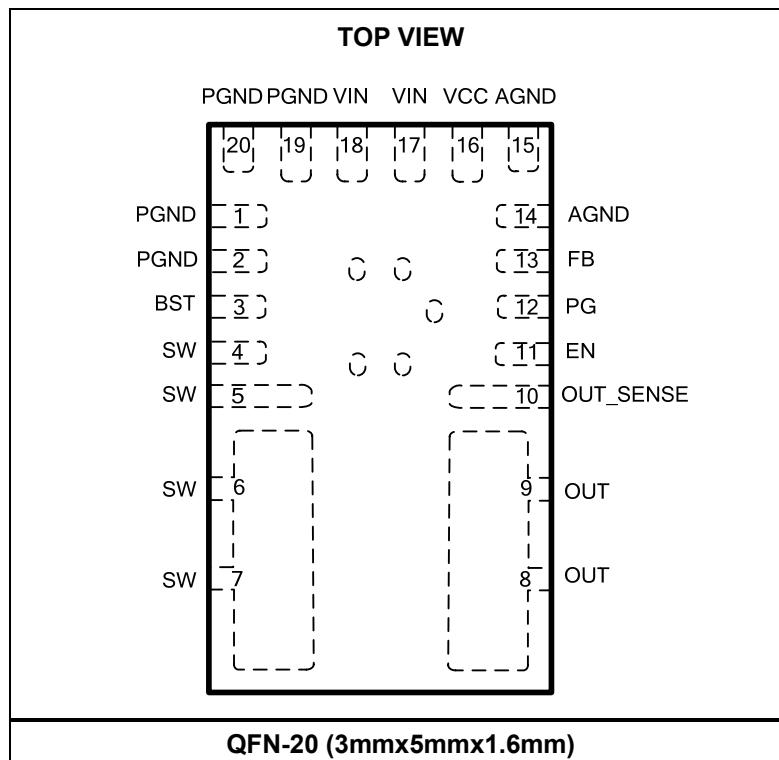 TOP VIEW
PGND PGND VIN VIN VCC AGND
20 19 18 17 16 15
PGND 1 14 AGND
PGND 2 13 FB
BST 3 12 PG
SW 4 11 EN
SW 5 10 OUT_SENSE
SW 6 9 OUT
SW 7 8 OUT
QFN-20 (3mmx5mmx1.6mm)